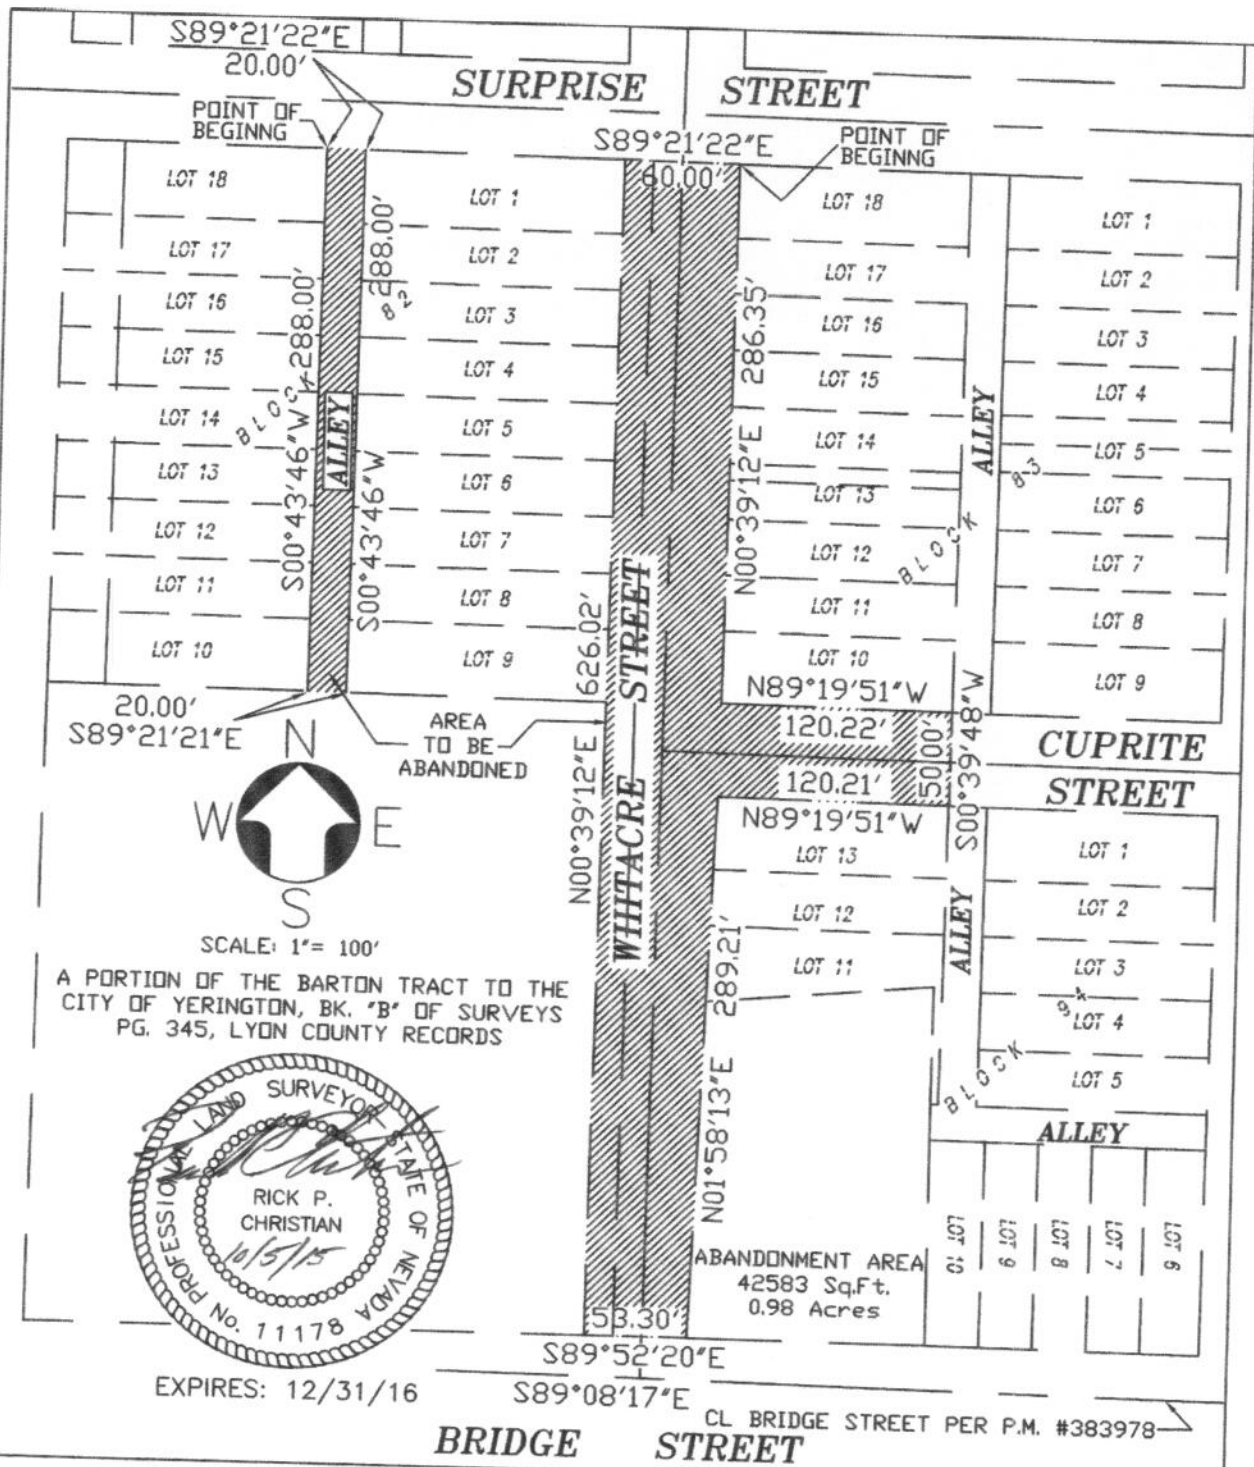 S89°21'22"E
20.00'
SURPRISE STREET
POINT OF
BEGINNG
S89°21'22"E
60.00'
POINT OF
BEGINNG
LOT 18
LOT 17
LOT 16
LOT 15
LOT 14
LOT 13
LOT 12
LOT 11
LOT 10
S00°43'46"W 288.00'
ALLEY
BLOCK 82
288.00'
S00°43'46"W
LOT 1
LOT 2
LOT 3
LOT 4
LOT 5
LOT 6
LOT 7
LOT 8
LOT 9
20.00'
S89°21'21"E
AREA
TO BE
ABANDONED
N00°39'12"E 626.02'
WHITACRE STREET
N00°39'12"E 286.35'
LOT 18
LOT 17
LOT 16
LOT 15
LOT 14
LOT 13
LOT 12
LOT 11
LOT 10
BLOCK 83
ALLEY
LOT 1
LOT 2
LOT 3
LOT 4
LOT 5
LOT 6
LOT 7
LOT 8
LOT 9
N89°19'51"W
120.22'
50.00'
S00°39'48"W
CUPRITE
STREET
120.21'
N89°19'51"W
LOT 13
LOT 12
LOT 11
N01°58'13"E 289.21'
ALLEY
LOT 1
LOT 2
LOT 3
LOT 4
LOT 5
BLOCK 94
ALLEY
LOT 10
LOT 9
LOT 8
LOT 7
LOT 6
N
W E
S
SCALE: 1"= 100'
A PORTION OF THE BARTON TRACT TO THE
CITY OF YERINGTON, BK. "B" OF SURVEYS
PG. 345, LYON COUNTY RECORDS
PROFESSIONAL LAND SURVEYOR STATE OF NEVADA
RICK P.
CHRISTIAN
10/5/15
No. 11178
EXPIRES: 12/31/16
ABANDONMENT AREA
42583 Sq.Ft.
0.98 Acres
53.30'
S89°52'20"E
S89°08'17"E
CL BRIDGE STREET PER P.M. #383978
BRIDGE STREET